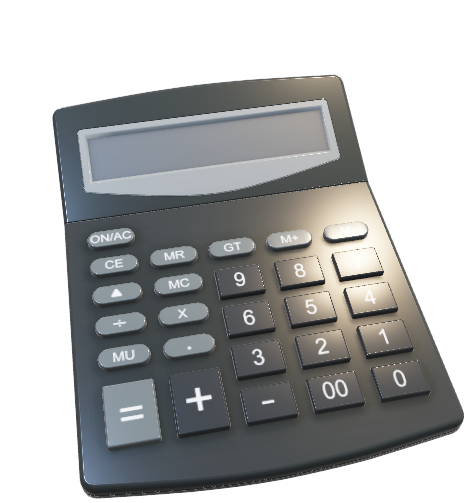 ON/AC
CE MR GT M+
▲ MC 9 8
÷ X 6 5 4
MU . 3 2 1
= + - 00 0